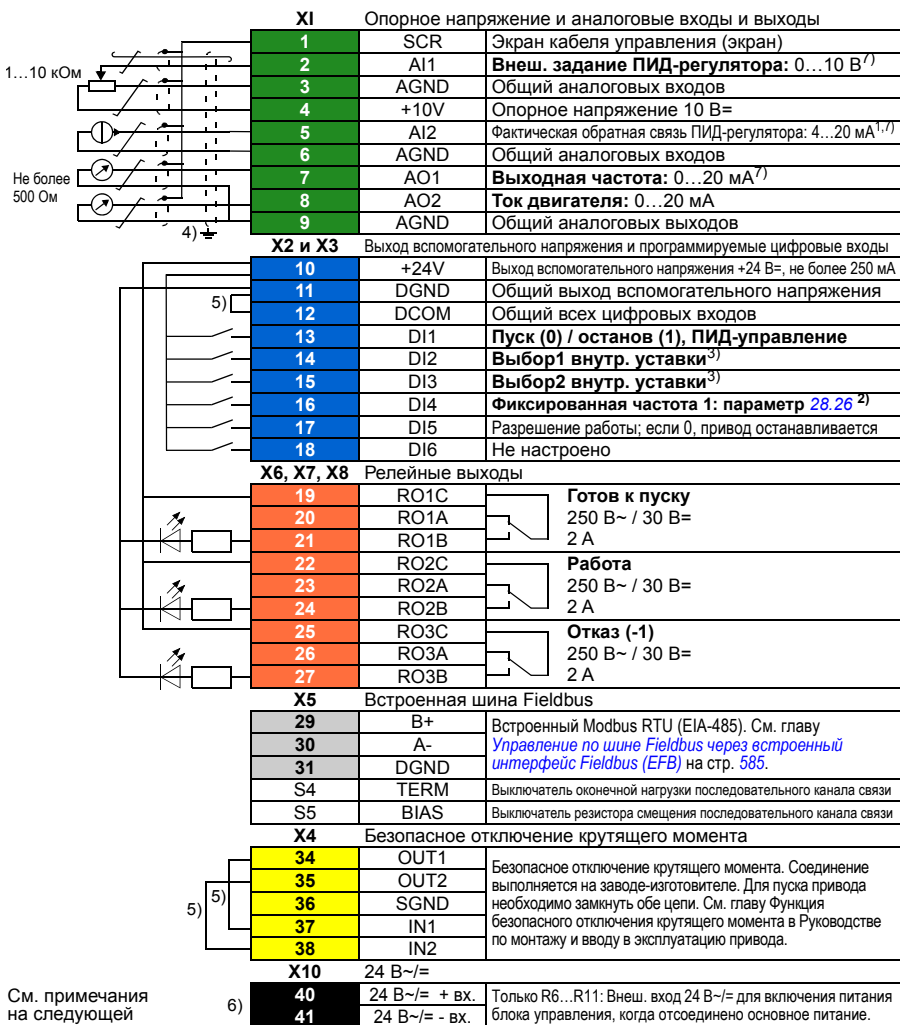 XI Опорное напряжение и аналоговые входы и выходы
1 SCR Экран кабеля управления (экран)
1…10 кОм
2 AI1 Внеш. задание ПИД-регулятора: 0…10 В7)
3 AGND Общий аналоговых входов
4 +10V Опорное напряжение 10 В=
5 AI2 Фактическая обратная связь ПИД-регулятора: 4…20 мА1,7)
6 AGND Общий аналоговых входов
Не более
500 Ом
7 AO1 Выходная частота: 0…20 мА7)
8 AO2 Ток двигателя: 0…20 мА
9 AGND Общий аналоговых выходов
4)
X2 и X3 Выход вспомогательного напряжения и программируемые цифровые входы
10 +24V Выход вспомогательного напряжения +24 В=, не более 250 мА
11 DGND Общий выход вспомогательного напряжения
5)
12 DCOM Общий всех цифровых входов
13 DI1 Пуск (0) / останов (1), ПИД-управление
14 DI2 Выбор1 внутр. уставки3)
15 DI3 Выбор2 внутр. уставки3)
16 DI4 Фиксированная частота 1: параметр 28.26 2)
17 DI5 Разрешение работы; если 0, привод останавливается
18 DI6 Не настроено
X6, X7, X8 Релейные выходы
19 RO1C Готов к пуску
20 RO1A 250 В~ / 30 В=
21 RO1B 2 А
22 RO2C Работа
23 RO2A 250 В~ / 30 В=
24 RO2B 2 А
25 RO3C Отказ (-1)
26 RO3A 250 В~ / 30 В=
27 RO3B 2 А
X5 Встроенная шина Fieldbus
29 B+
30 A-
31 DGND
Встроенный Modbus RTU (EIA-485). См. главу
Управление по шине Fieldbus через встроенный
интерфейс Fieldbus (EFB) на стр. 585.
S4 TERM Выключатель оконечной нагрузки последовательного канала связи
S5 BIAS Выключатель резистора смещения последовательного канала связи
X4 Безопасное отключение крутящего момента
34 OUT1
35 OUT2
36 SGND
37 IN1
38 IN2
5)
5)
Безопасное отключение крутящего момента. Соединение
выполняется на заводе-изготовителе. Для пуска привода
необходимо замкнуть обе цепи. См. главу Функция
безопасного отключения крутящего момента в Руководстве
по монтажу и вводу в эксплуатацию привода.
X10 24 В~/=
См. примечания
на следующей
6)
40 24 В~/= + вх.
41 24 В~/= - вх.
Только R6…R11: Внеш. вход 24 В~/= для включения питания
блока управления, когда отсоединено основное питание.